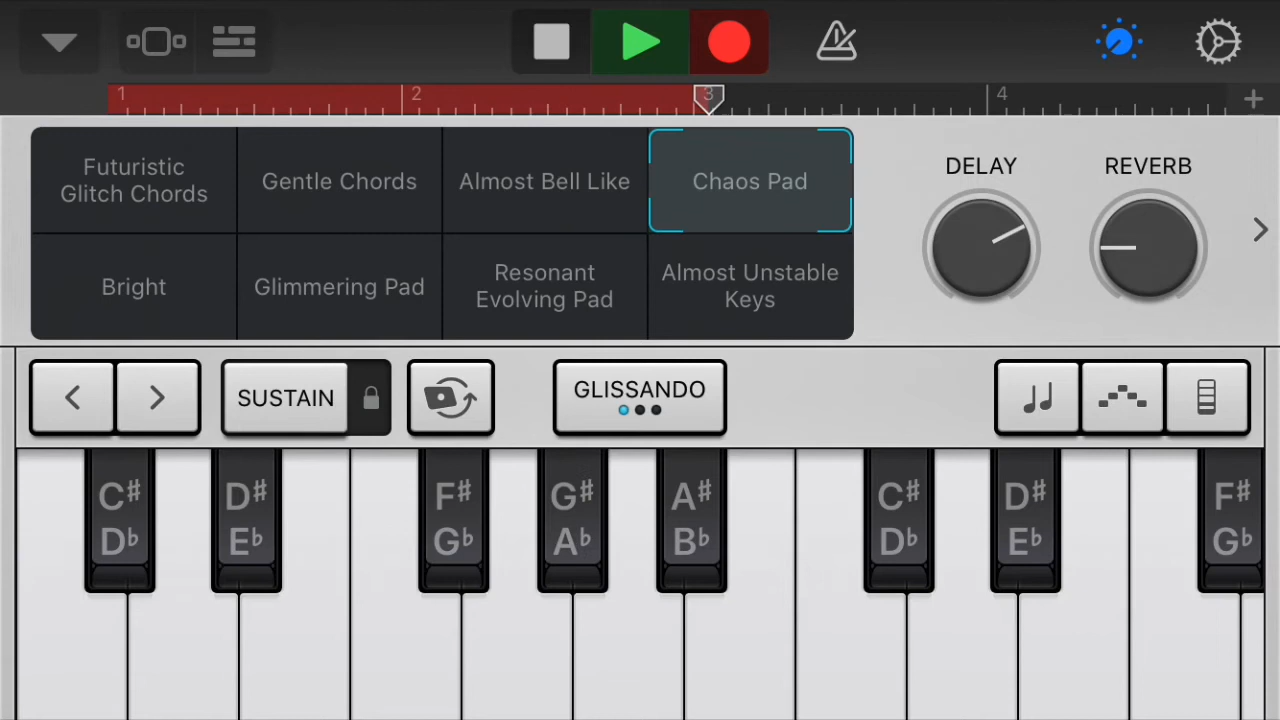 1 2 3 4
Futuristic
Glitch Chords
Gentle Chords
Almost Bell Like
Chaos Pad
Bright
Glimmering Pad
Resonant
Evolving Pad
Almost Unstable
Keys
DELAY
REVERB
SUSTAIN
GLISSANDO
C♯ D♯ F♯ G♯ A♯ C♯ D♯ F♯
D♭ E♭ G♭ A♭ B♭ D♭ E♭ G♭